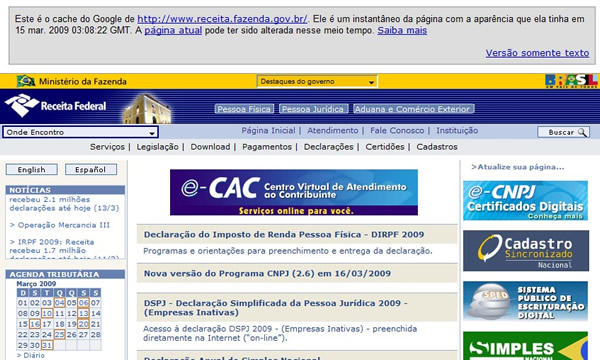 Este é o cache do Google de http://www.receita.fazenda.gov.br/. Ele é um instantâneo da página com a aparência que ela tinha em
15 mar. 2009 03:08:22 GMT. A página atual pode ter sido alterada nesse meio tempo. Saiba mais
Versão somente texto
Ministério da Fazenda
Destaques do governo
BRASIL
UM PAÍS DE TODOS
Receita Federal
Pessoa Física
Pessoa Jurídica
Aduana e Comércio Exterior
Onde Encontro
Página Inicial | Atendimento | Fale Conosco | Instituição
Buscar
Serviços | Legislação | Download | Pagamentos | Declarações | Certidões | Cadastros
English
Español
NOTÍCIAS
recebeu 2.1 milhões
declarações até hoje (13/3)
> Operação Mercancia III
> IRPF 2009: Receita
recebeu 1.7 milhão
AGENDA TRIBUTÁRIA
Março 2009
D S T Q Q S S
01 02 03 04 05 06 07
08 09 10 11 12 13 14
15 16 17 18 19 20 21
22 23 24 25 26 27 28
29 30 31
> Diário
e-CAC Centro Virtual de Atendimento
ao Contribuinte
Serviços online para você.
Declaração do Imposto de Renda Pessoa Física - DIRPF 2009
Programas e orientações para preenchimento e entrega da declaração.
Nova versão do Programa CNPJ (2.6) em 16/03/2009
DSPJ - Declaração Simplificada da Pessoa Jurídica 2009 -
(Empresas Inativas)
Acesso à declaração DSPJ 2009 - (Empresas Inativas) - preenchida
diretamente na Internet ("on-line").
>Atualize sua página...
e-CNPJ
Certificados Digitais
Conheça mais
Cadastro
Sincronizado
Nacional
SPED
SISTEMA
PÚBLICO DE
ESCRITURAÇÃO
DIGITAL
SIMPLES